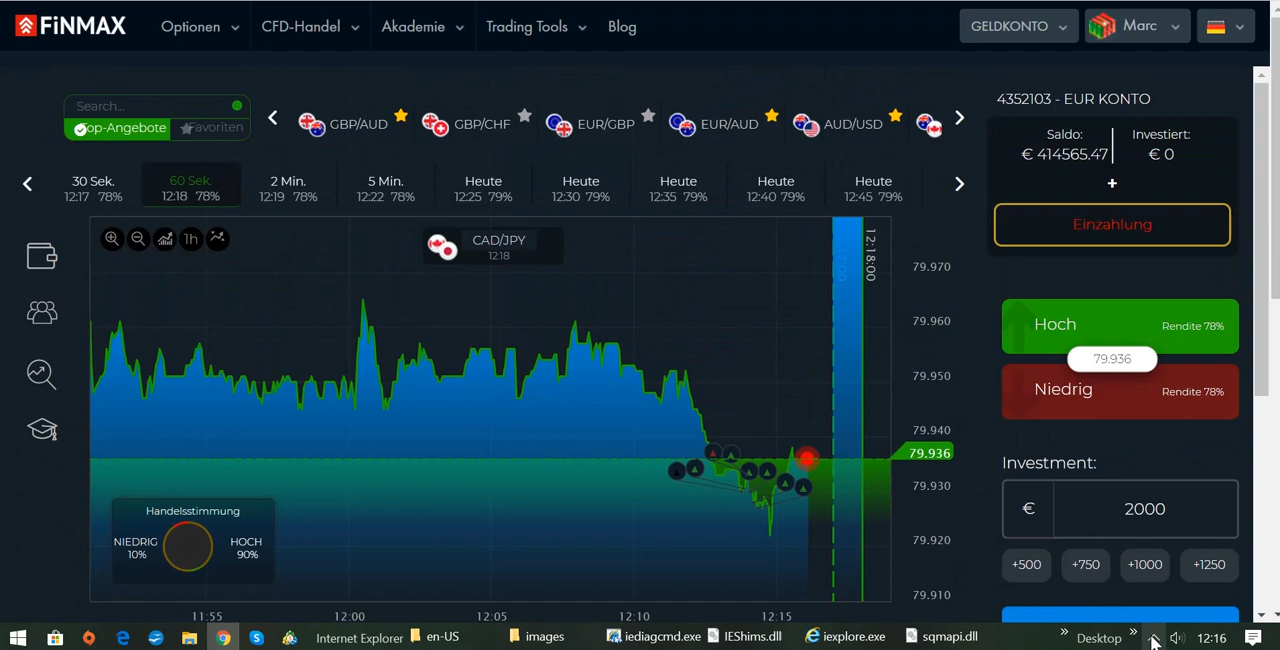 FiNMAX
Optionen
CFD-Handel
Akademie
Trading Tools
Blog
GELDKONTO
Marc
Search...
Top-Angebote
Favoriten
GBP/AUD
GBP/CHF
EUR/GBP
EUR/AUD
AUD/USD
4352103 - EUR KONTO
Saldo:
€ 414565.47
Investiert:
€ 0
+
Einzahlung
30 Sek.
12:17 78%
60 Sek.
12:18 78%
2 Min.
12:19 78%
5 Min.
12:22 78%
Heute
12:25 79%
Heute
12:30 79%
Heute
12:35 79%
Heute
12:40 79%
Heute
12:45 79%
1h
CAD/JPY
12:18
12:18:00
79.970
79.960
79.950
79.940
79.936
79.930
79.920
79.910
Handelsstimmung
NIEDRIG
10%
HOCH
90%
11:55
12:00
12:05
12:10
12:15
Hoch
Rendite 78%
79.936
Niedrig
Rendite 78%
Investment:
€
2000
+500
+750
+1000
+1250
Internet Explorer
en-US
images
iediagcmd.exe
IEShims.dll
iexplore.exe
sqmapi.dll
»
Desktop
»
12:16